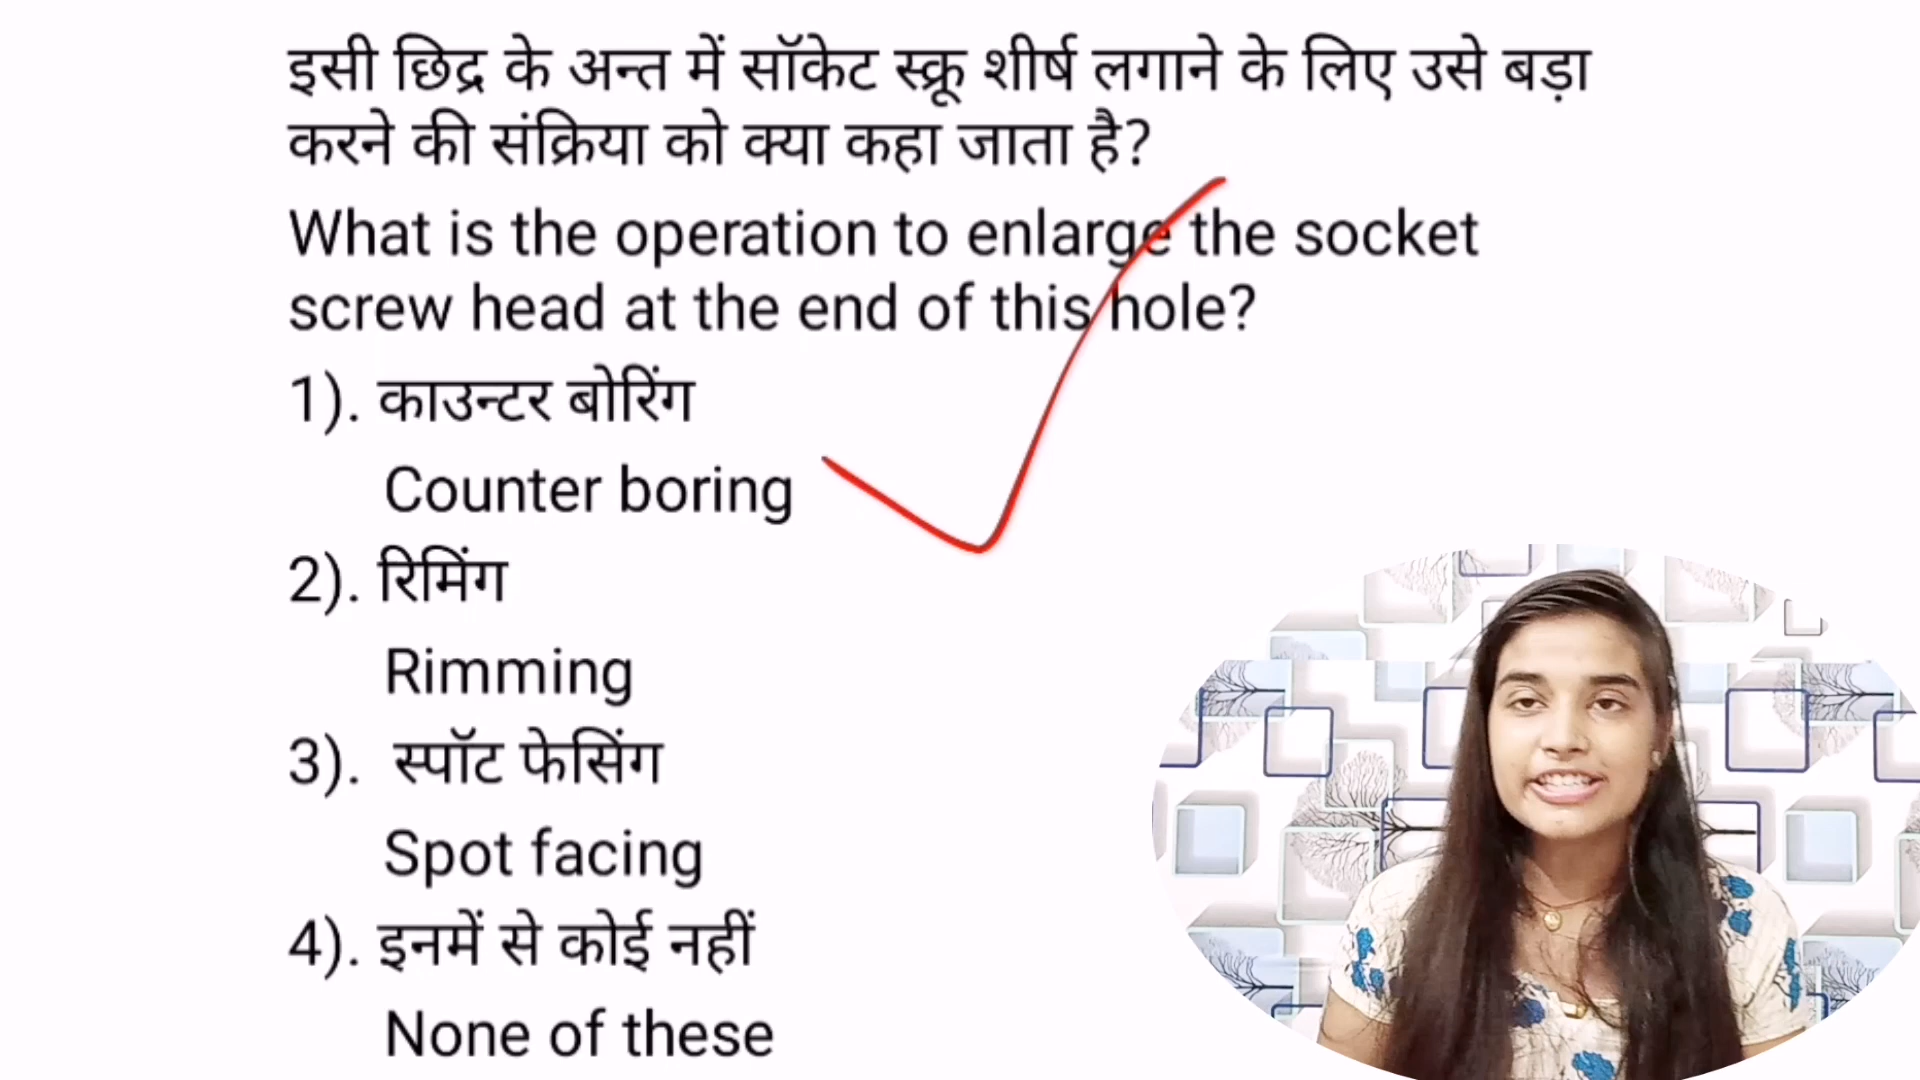 इसी छिद्र के अन्त में सॉकेट स्क्रू शीर्ष लगाने के लिए उसे बड़ा
करने की संक्रिया को क्या कहा जाता है?
What is the operation to enlarge the socket
screw head at the end of this hole?
1). काउन्टर बोरिंग
Counter boring
2). रिमिंग
Rimming
3). स्पॉट फेसिंग
Spot facing
4). इनमें से कोई नहीं
None of these